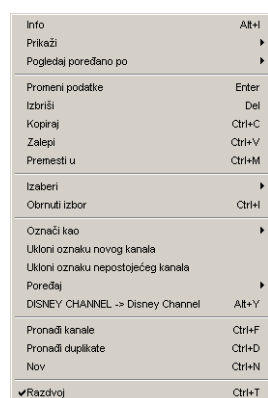 Info Alt+I
Prikaži
Pogledaj poređano po
Promeni podatke Enter
Izbriši Del
Kopiraj Ctrl+C
Zalepi Ctrl+V
Premesti u Ctrl+M
Izaberi
Obrnuti izbor Ctrl+I
Označi kao
Ukloni oznaku novog kanala
Ukloni oznaku nepostojećeg kanala
Poređaj
DISNEY CHANNEL -> Disney Channel Alt+Y
Pronađi kanale Ctrl+F
Pronađi duplikate Ctrl+D
Nov Ctrl+N
Razdvoj Ctrl+T